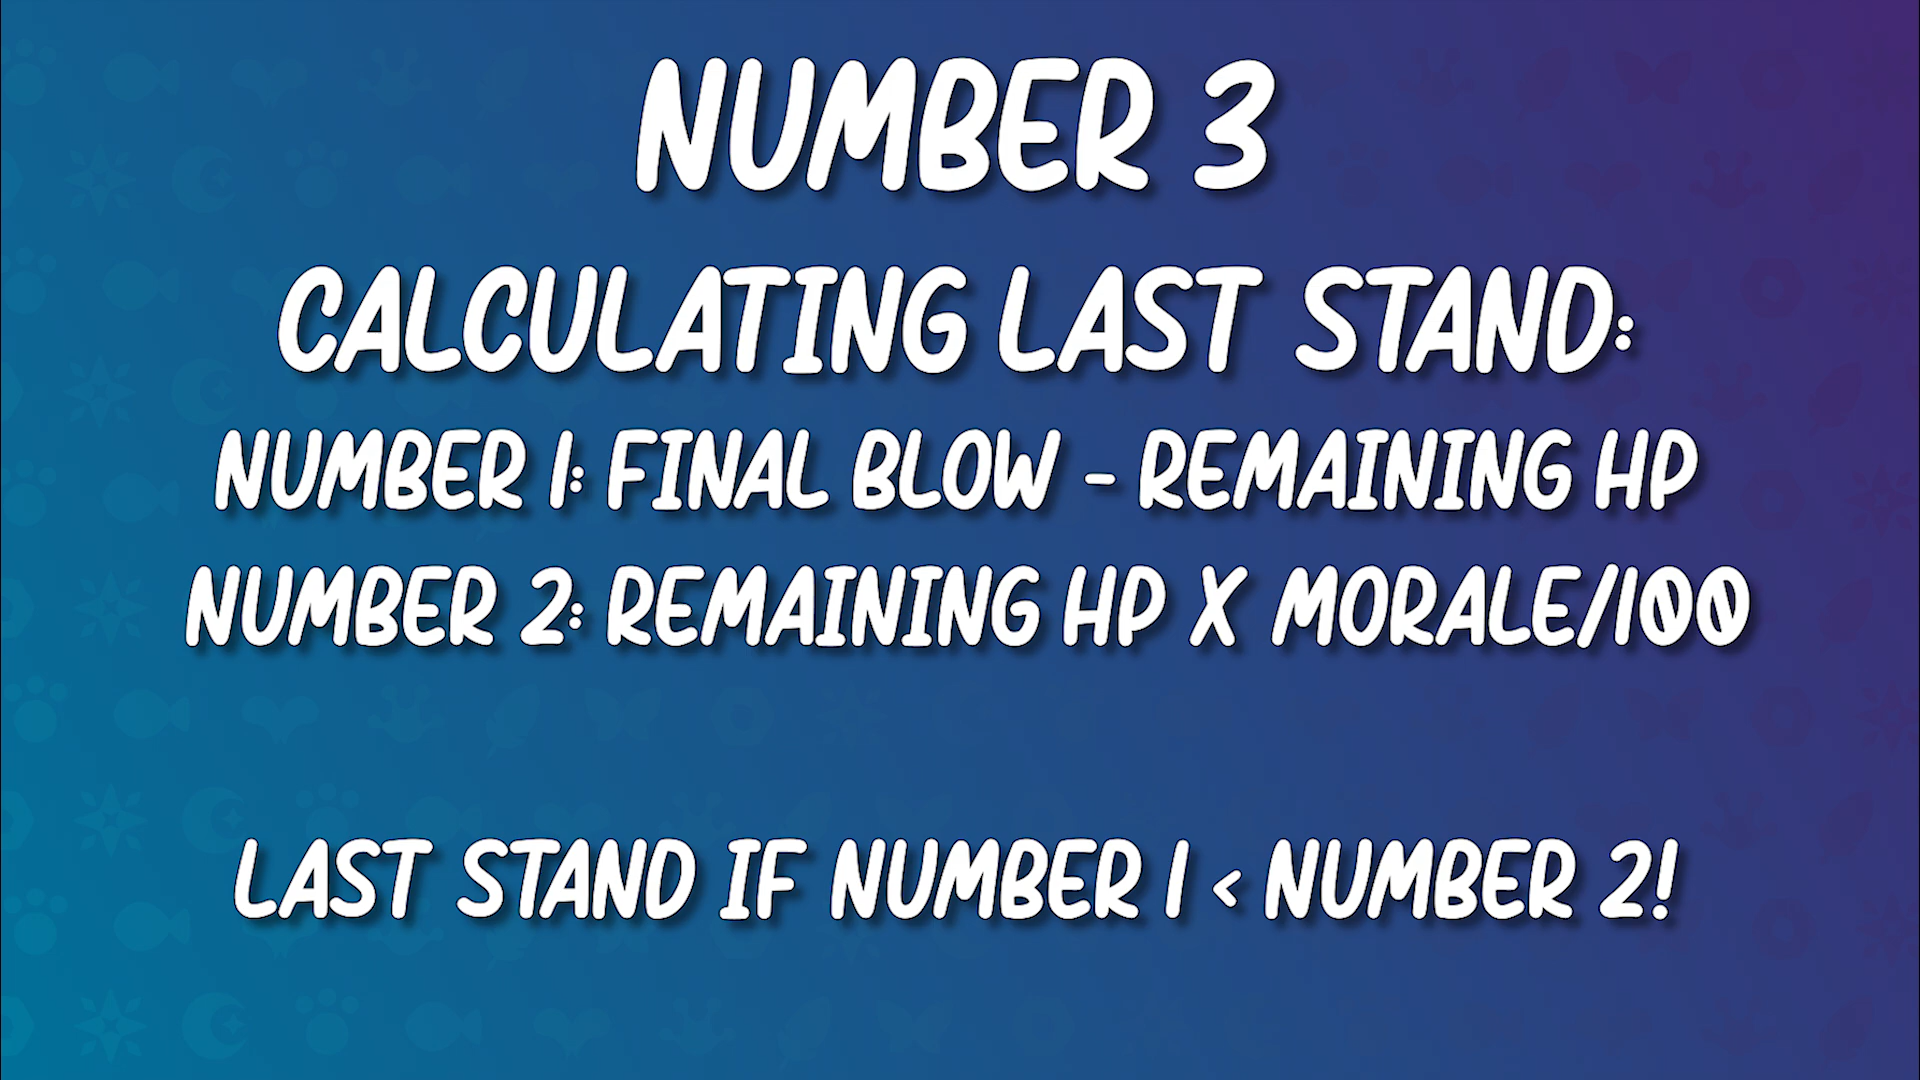 NUMBER 3
CALCULATING LAST STAND:
NUMBER 1: FINAL BLOW - REMAINING HP
NUMBER 2: REMAINING HP X MORALE/100
LAST STAND IF NUMBER 1 < NUMBER 2!